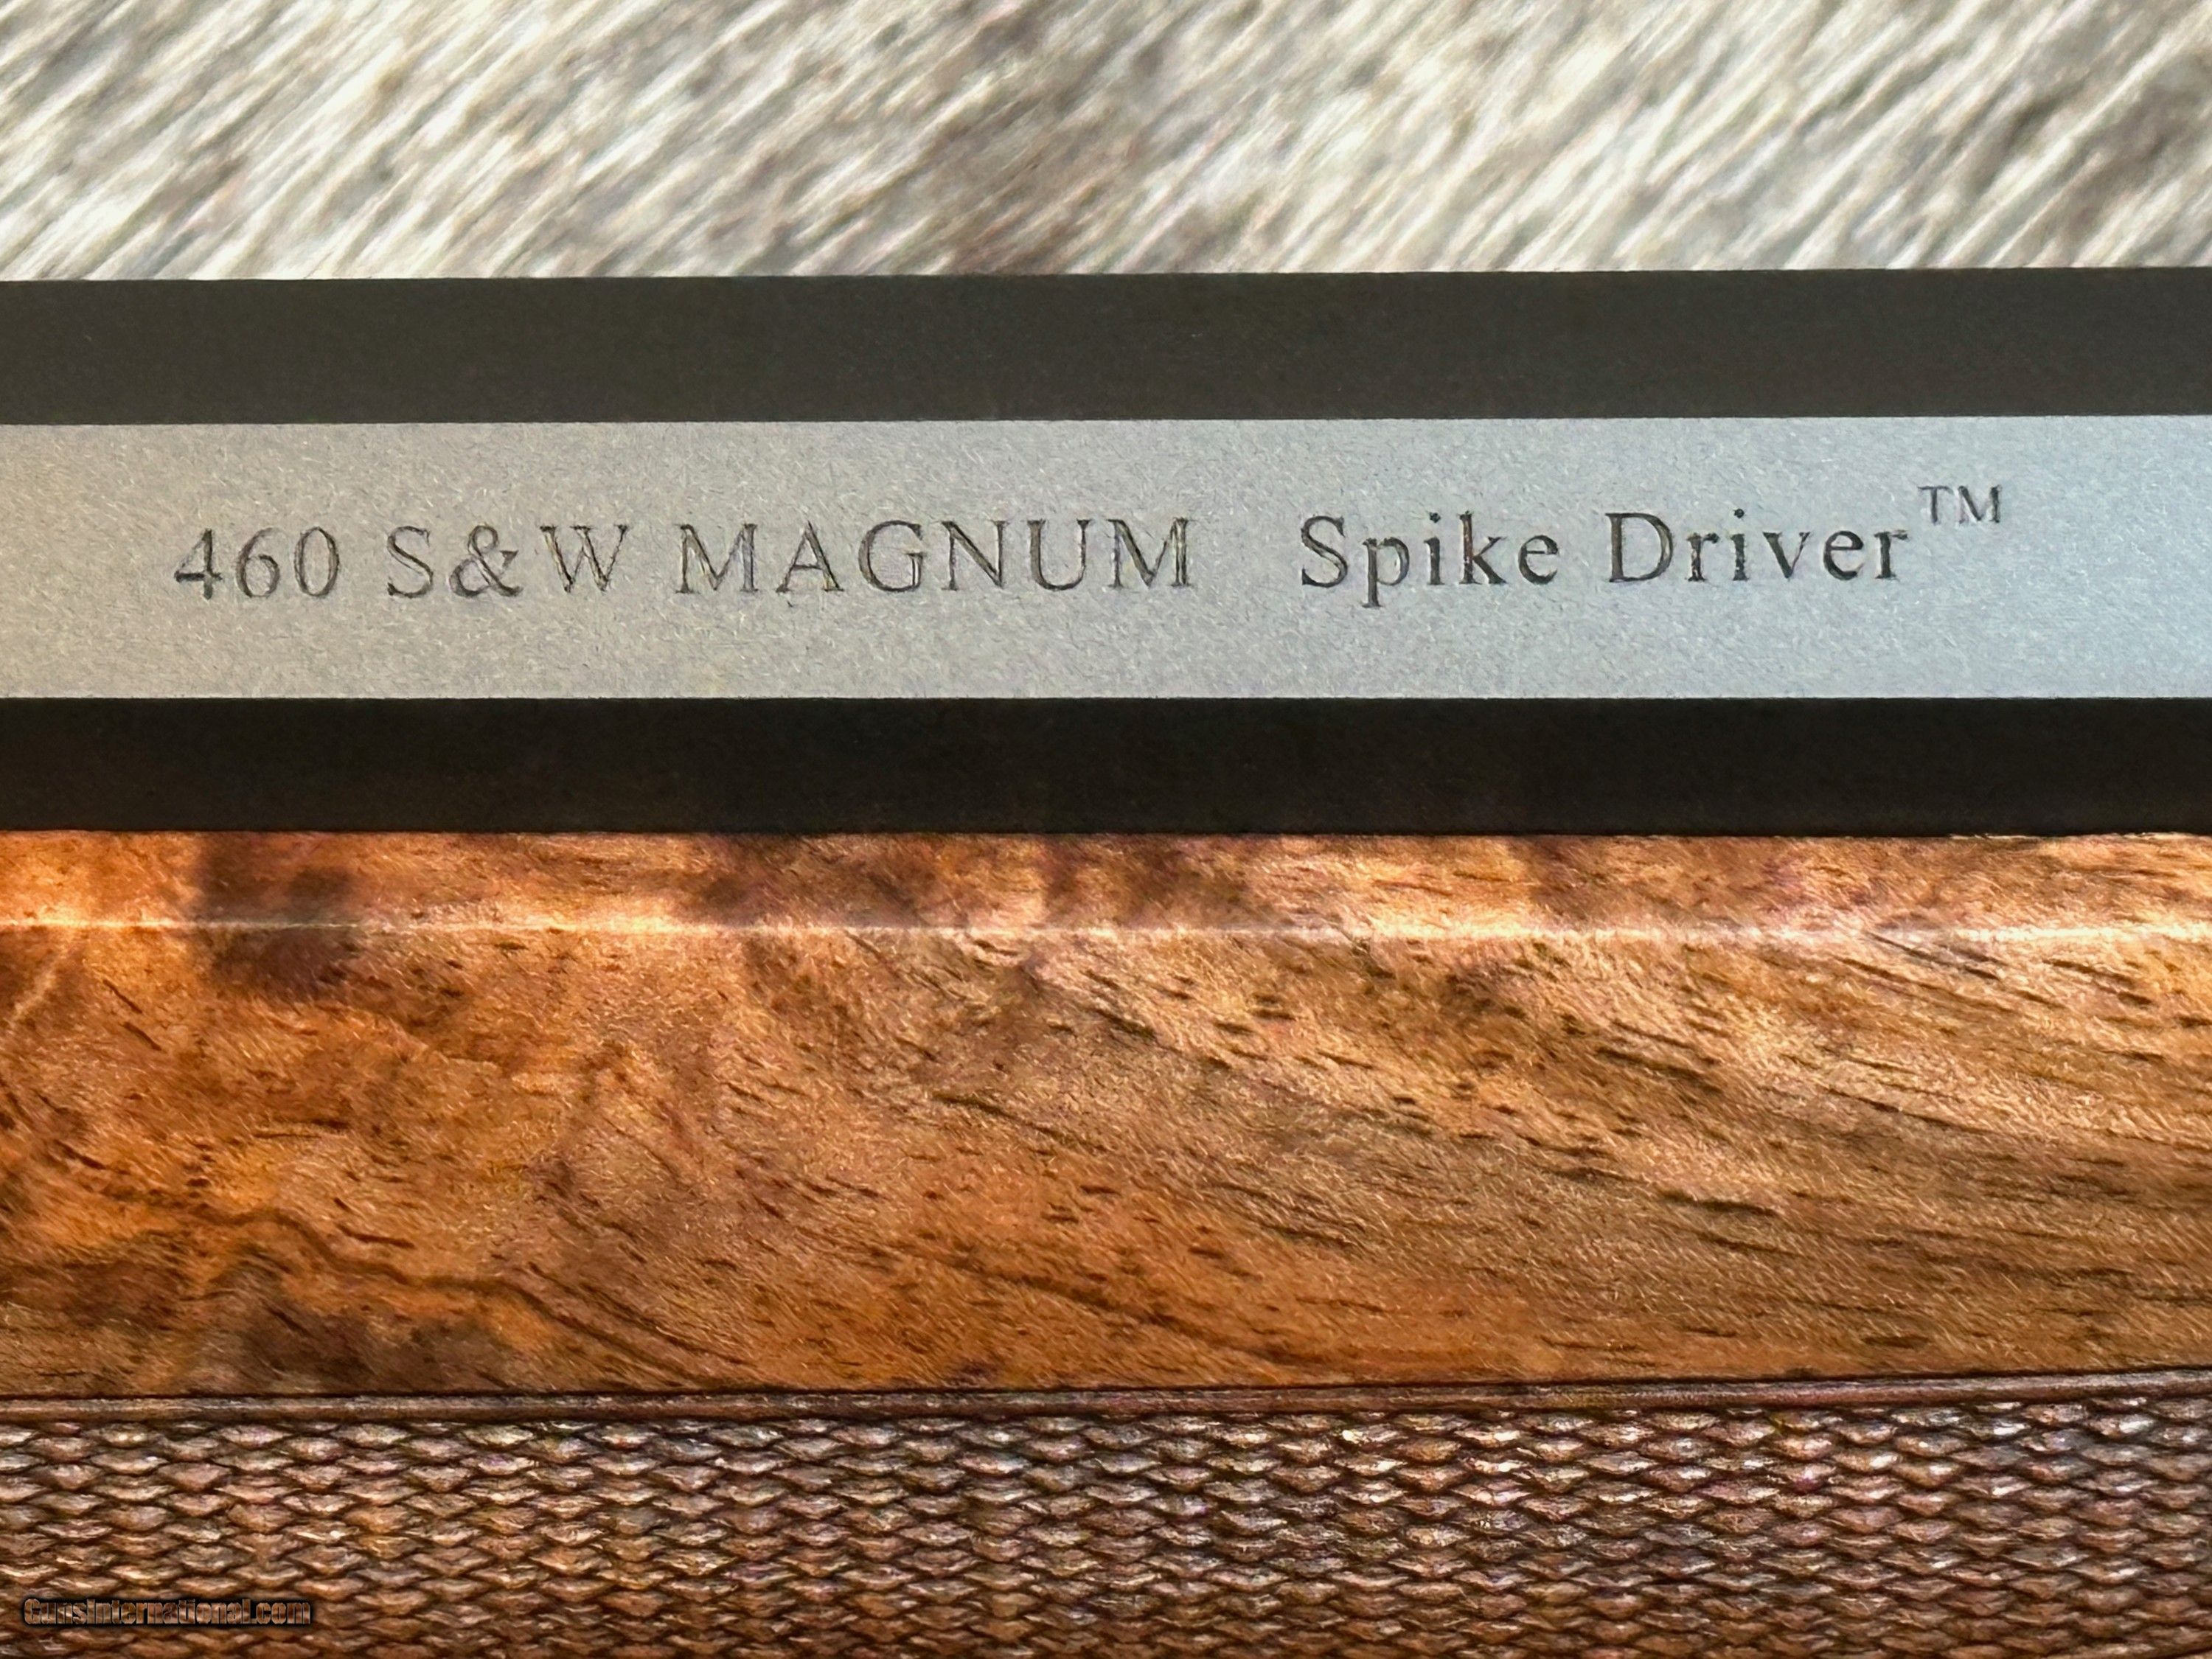 460 S&W MAGNUM Spike Driver™
GunsInternational.com